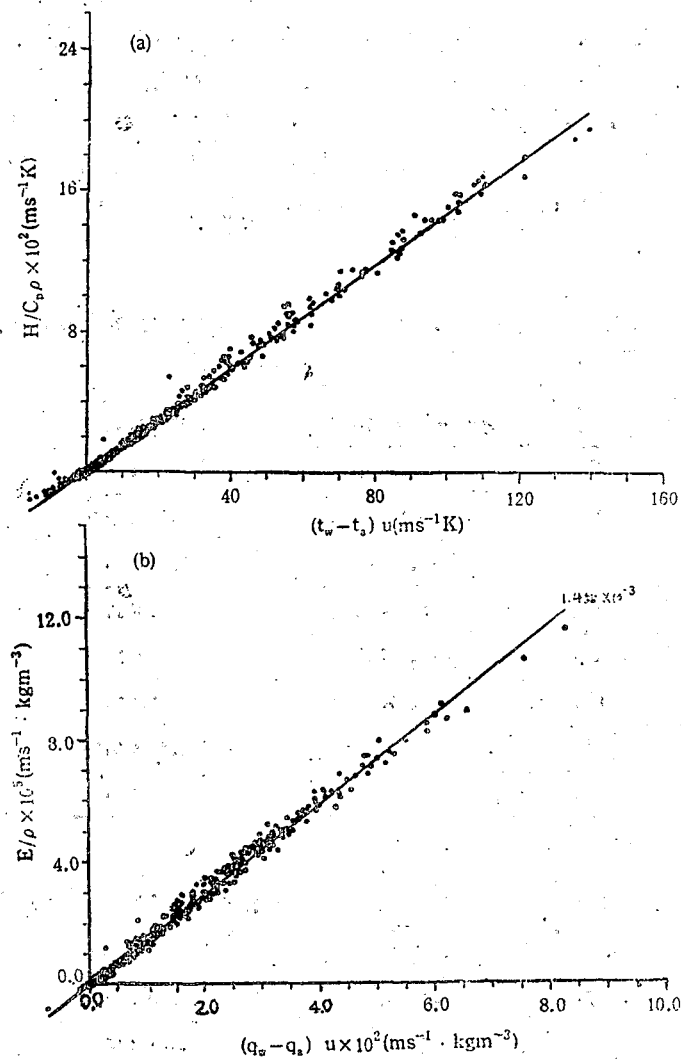 (a)
24
16
8
H/Cₚρ×10²(ms⁻¹K)
40
80
120
160
(t_w−t_a) u(ms⁻¹K)
(b)
12.0
8.0
4.0
0.0
E/ρ×10⁵(ms⁻¹·kgm⁻³)
0.0
2.0
4.0
6.0
8.0
10.0
(q_w−q_a) u×10²(ms⁻¹·kgm⁻³)